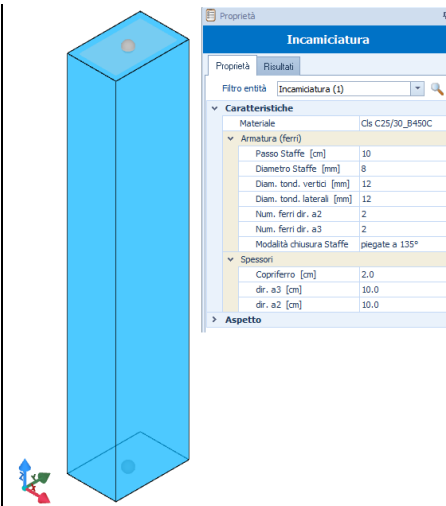 Proprietà
Incamiciatura
Proprietà Risultati
Filtro entità Incamiciatura (1)
Caratteristiche
Materiale Cls C25/30_B450C
Armatura (ferri)
Passo Staffe [cm] 10
Diametro Staffe [mm] 8
Diam. tond. vertici [mm] 12
Diam. tond. laterali [mm] 12
Num. ferri dir. a2 2
Num. ferri dir. a3 2
Modalità chiusura Staffe piegate a 135°
Spessori
Copriferro [cm] 2.0
dir. a3 [cm] 10.0
dir. a2 [cm] 10.0
Aspetto